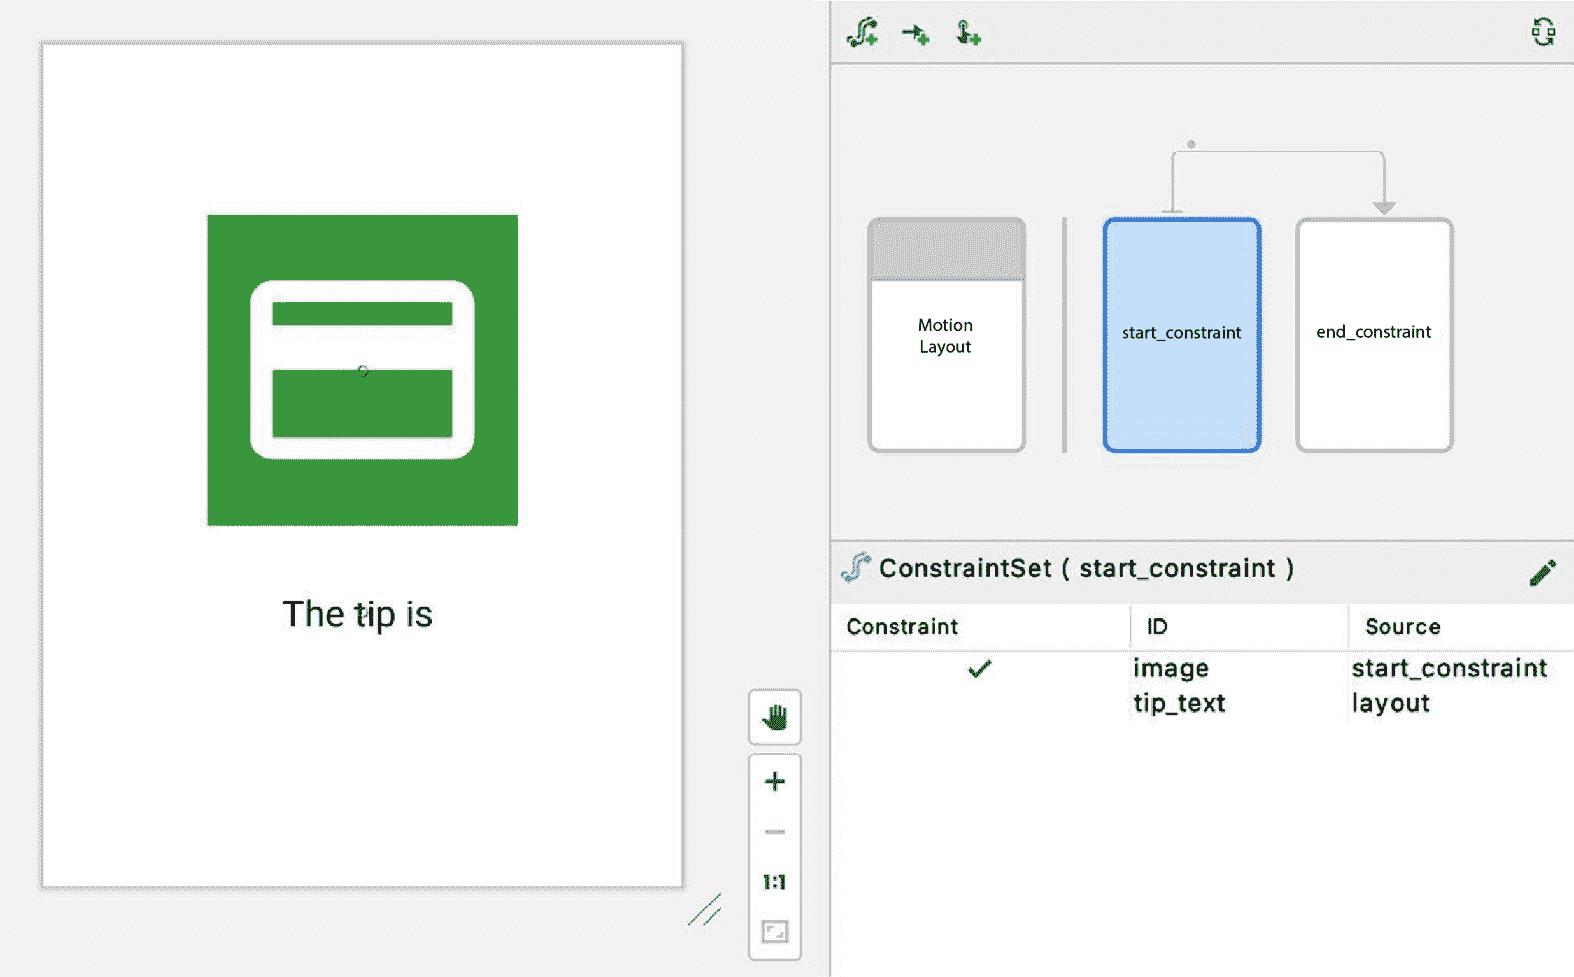 The tip is
1:1
Motion
Layout
start_constraint
end_constraint
ConstraintSet ( start_constraint )
Constraint ID Source
image start_constraint
tip_text layout